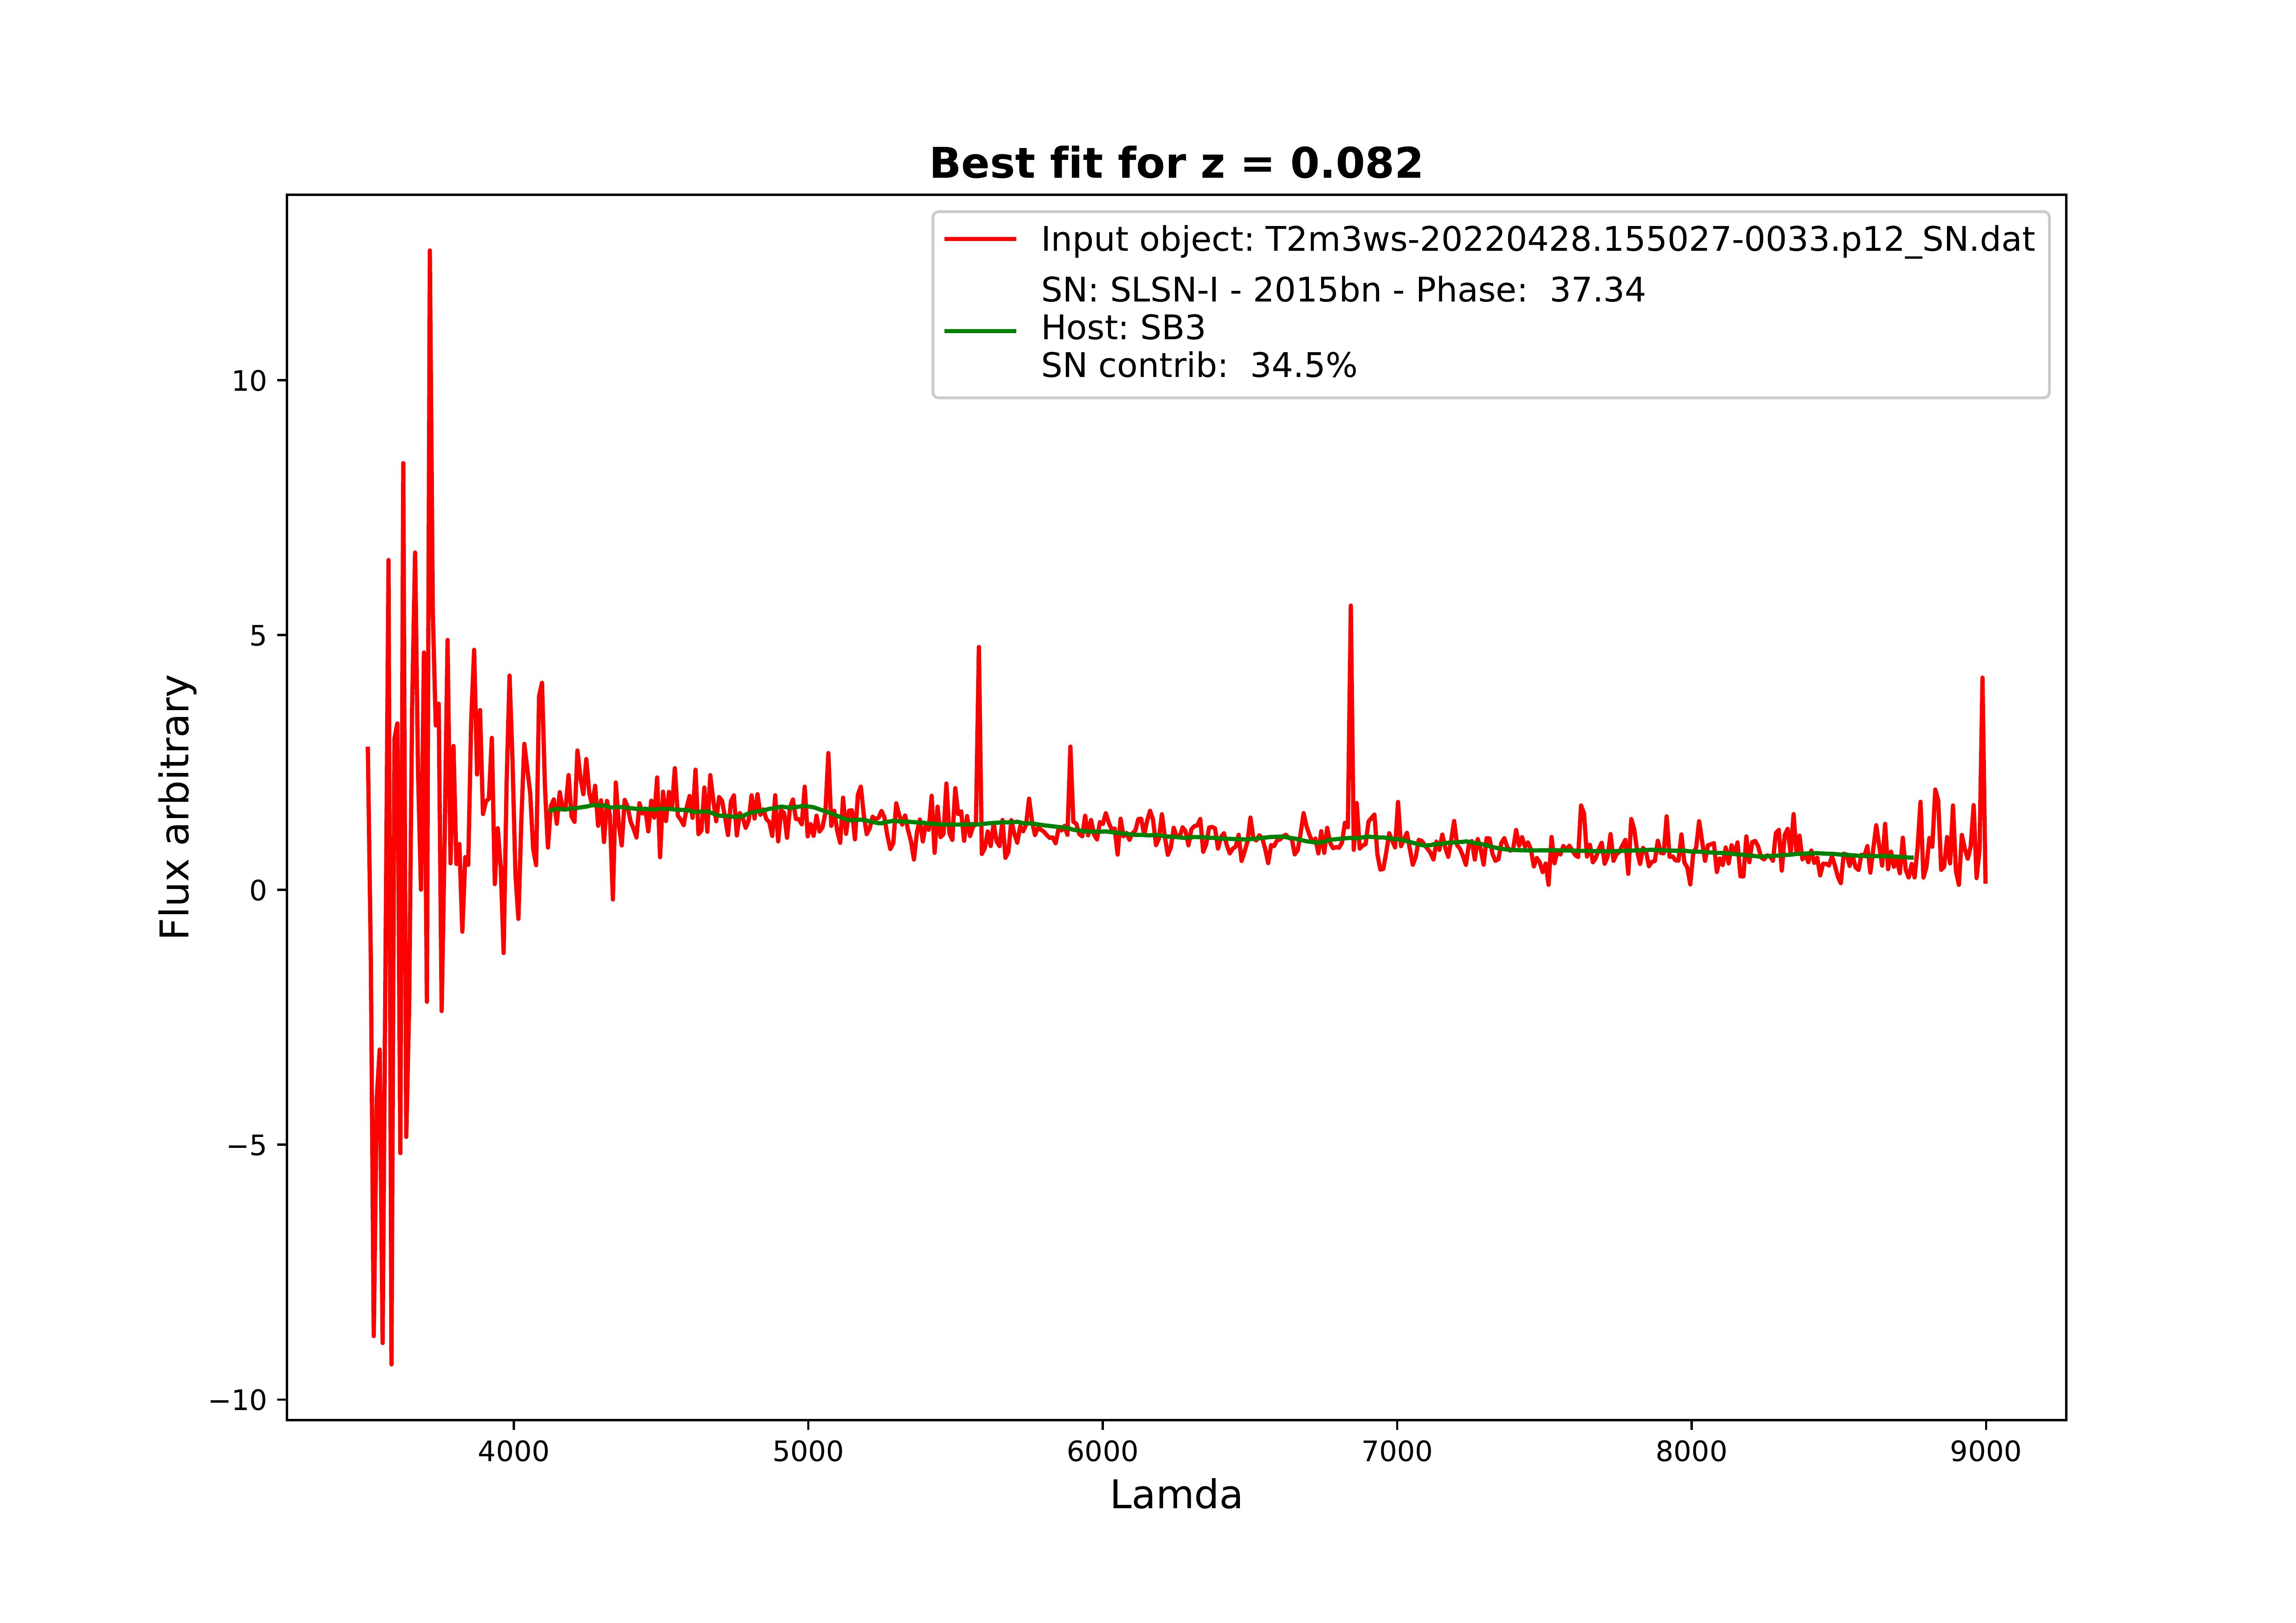 Best fit for z = 0.082
Input object: T2m3ws-20220428.155027-0033.p12_SN.dat
SN: SLSN-I - 2015bn - Phase:  37.34
Host: SB3
SN contrib:  34.5%
Flux arbitrary
10
5
0
−5
−10
4000 5000 6000 7000 8000 9000
Lamda